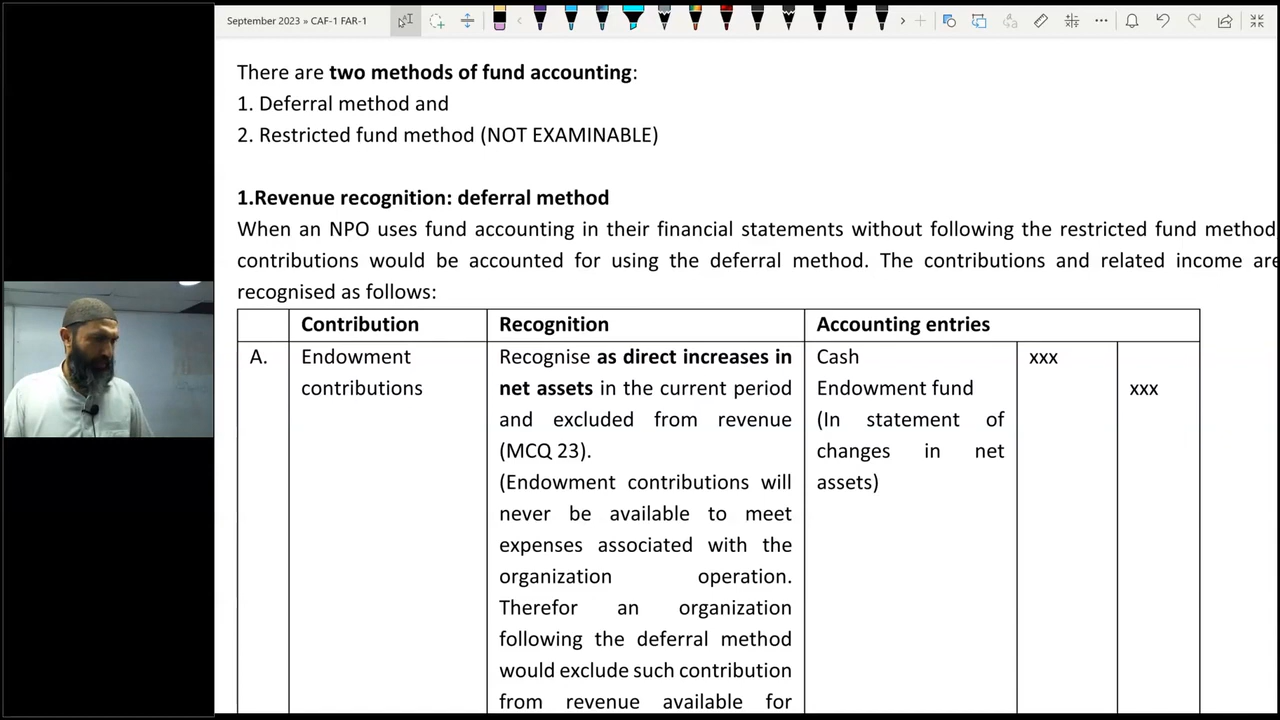 September 2023 » CAF-1 FAR-1
There are two methods of fund accounting:
1. Deferral method and
2. Restricted fund method (NOT EXAMINABLE)
1.Revenue recognition: deferral method
When an NPO uses fund accounting in their financial statements without following the restricted fund method
contributions would be accounted for using the deferral method. The contributions and related income are
recognised as follows:
Contribution
Recognition
Accounting entries
A.
Endowment
contributions
Recognise as direct increases in
net assets in the current period
and excluded from revenue
(MCQ 23).
(Endowment contributions will
never be available to meet
expenses associated with the
organization operation.
Therefor an organization
following the deferral method
would exclude such contribution
from revenue available for
Cash
Endowment fund
(In statement of
changes in net
assets)
xxx
xxx